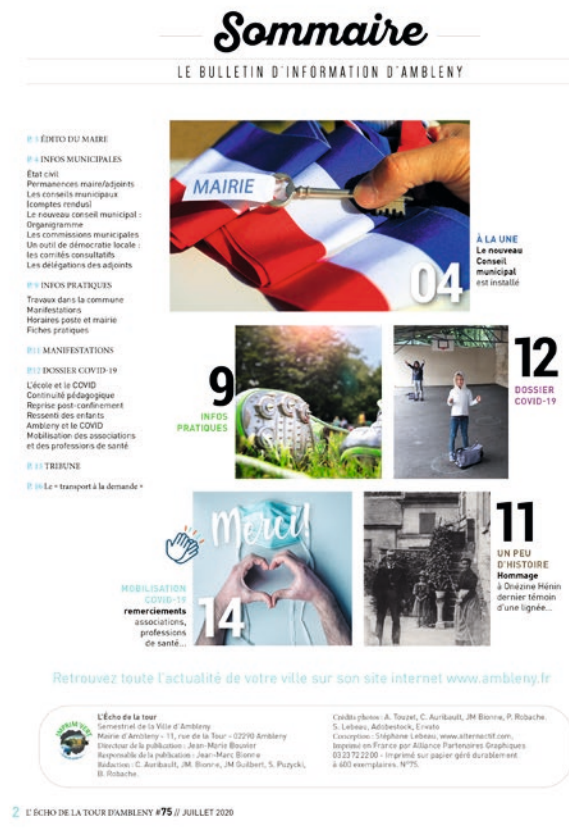 Sommaire
LE BULLETIN D'INFORMATION D'AMBLENY
P. 3 ÉDITO DU MAIRE
P. 4 INFOS MUNICIPALES
État civil
Permanences maire/adjoints
Les conseils municipaux
(comptes rendus)
Le nouveau conseil municipal :
Organigramme
Les commissions municipales
Un outil de démocratie locale :
les comités consultatifs
Les délégations des adjoints
P. 9 INFOS PRATIQUES
Travaux dans la commune
Manifestations
Horaires poste et mairie
Fiches pratiques
P.11 MANIFESTATIONS
P.12 DOSSIER COVID-19
L'école et le COVID
Continuité pédagogique
Reprise post-confinement
Ressenti des enfants
Ambleny et le COVID
Mobilisation des associations
et des professions de santé
P. 15 TRIBUNE
P. 16 Le « transport à la demande »
MAIRIE
04
À LA UNE
Le nouveau
Conseil
municipal
est installé
9
INFOS
PRATIQUES
12
DOSSIER
COVID-19
Merci!
14
MOBILISATION
COVID-19
remerciements
associations,
professions
de santé...
11
UN PEU
D'HISTOIRE
Hommage
à Onézine Hénin
dernier témoin
d'une lignée...
Retrouvez toute l'actualité de votre ville sur son site internet www.ambleny.fr
IMPRIM'VERT
L'Écho de la tour
Semestriel de la Ville d'Ambleny
Mairie d'Ambleny - 11, rue de la Tour - 02290 Ambleny
Directeur de la publication : Jean-Marie Bouvier
Responsable de la publication : Jean-Marc Bionne
Rédaction : C. Auribault, JM. Bionne, JM Guilbert, S. Puzycki,
B. Robache.
Crédits photos : A. Touzet, C. Auribault, JM Bionne, P. Robache,
S. Lebeau, Adobestock, Envato
Conception : Stéphane Lebeau, www.alternactif.com,
Imprimé en France par Alliance Partenaires Graphiques
03 23 72 22 00 - Imprimé sur papier géré durablement
à 600 exemplaires. N°75.
2 L'ÉCHO DE LA TOUR D'AMBLENY #75 // JUILLET 2020